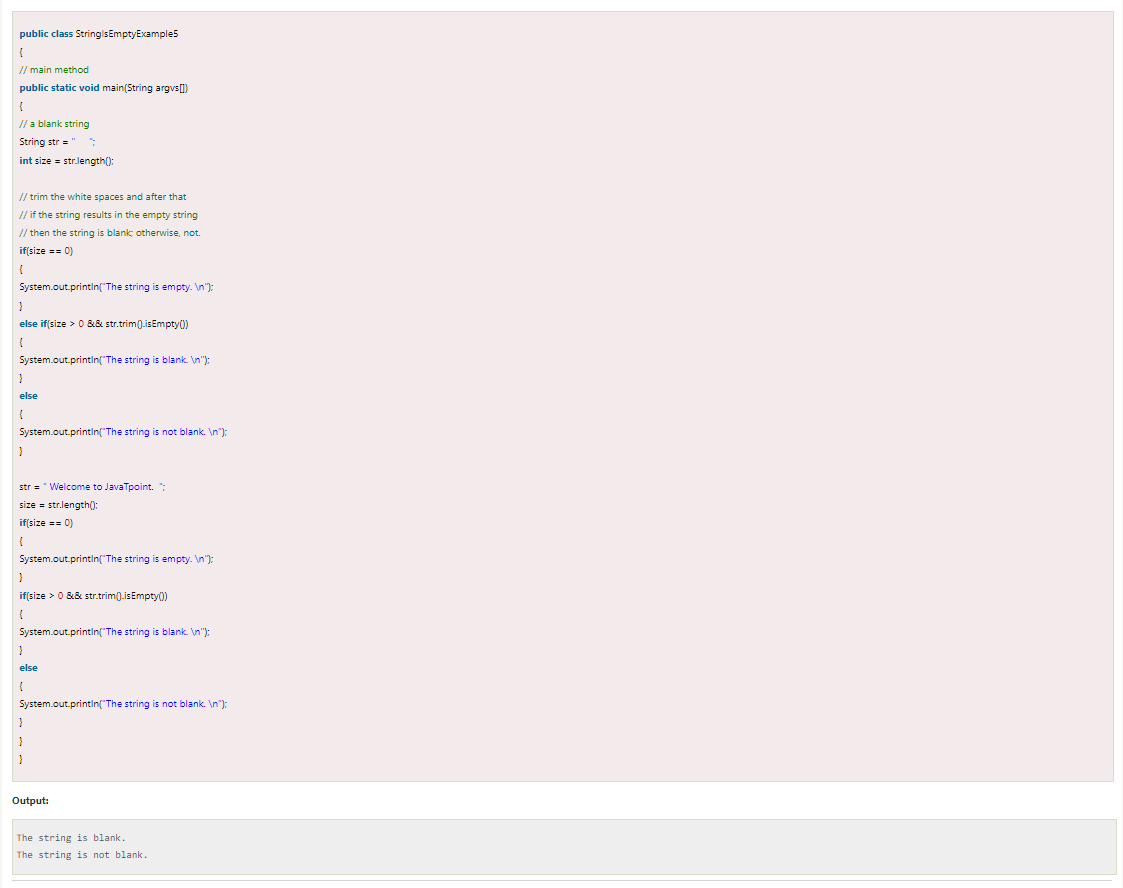 public class StringIsEmptyExample5
{
// main method
public static void main(String argvs[])
{
// a blank string
String str = "    ";
int size = str.length();
// trim the white spaces and after that
// if the string results in the empty string
// then the string is blank; otherwise, not.
if(size == 0)
{
System.out.println("The string is empty. \n");
}
else if(size > 0 && str.trim().isEmpty())
{
System.out.println("The string is blank. \n");
}
else
{
System.out.println("The string is not blank. \n");
}
str = " Welcome to JavaTpoint.  ";
size = str.length();
if(size == 0)
{
System.out.println("The string is empty. \n");
}
if(size > 0 && str.trim().isEmpty())
{
System.out.println("The string is blank. \n");
}
else
{
System.out.println("The string is not blank. \n");
}
}
}
Output:
The string is blank.
The string is not blank.